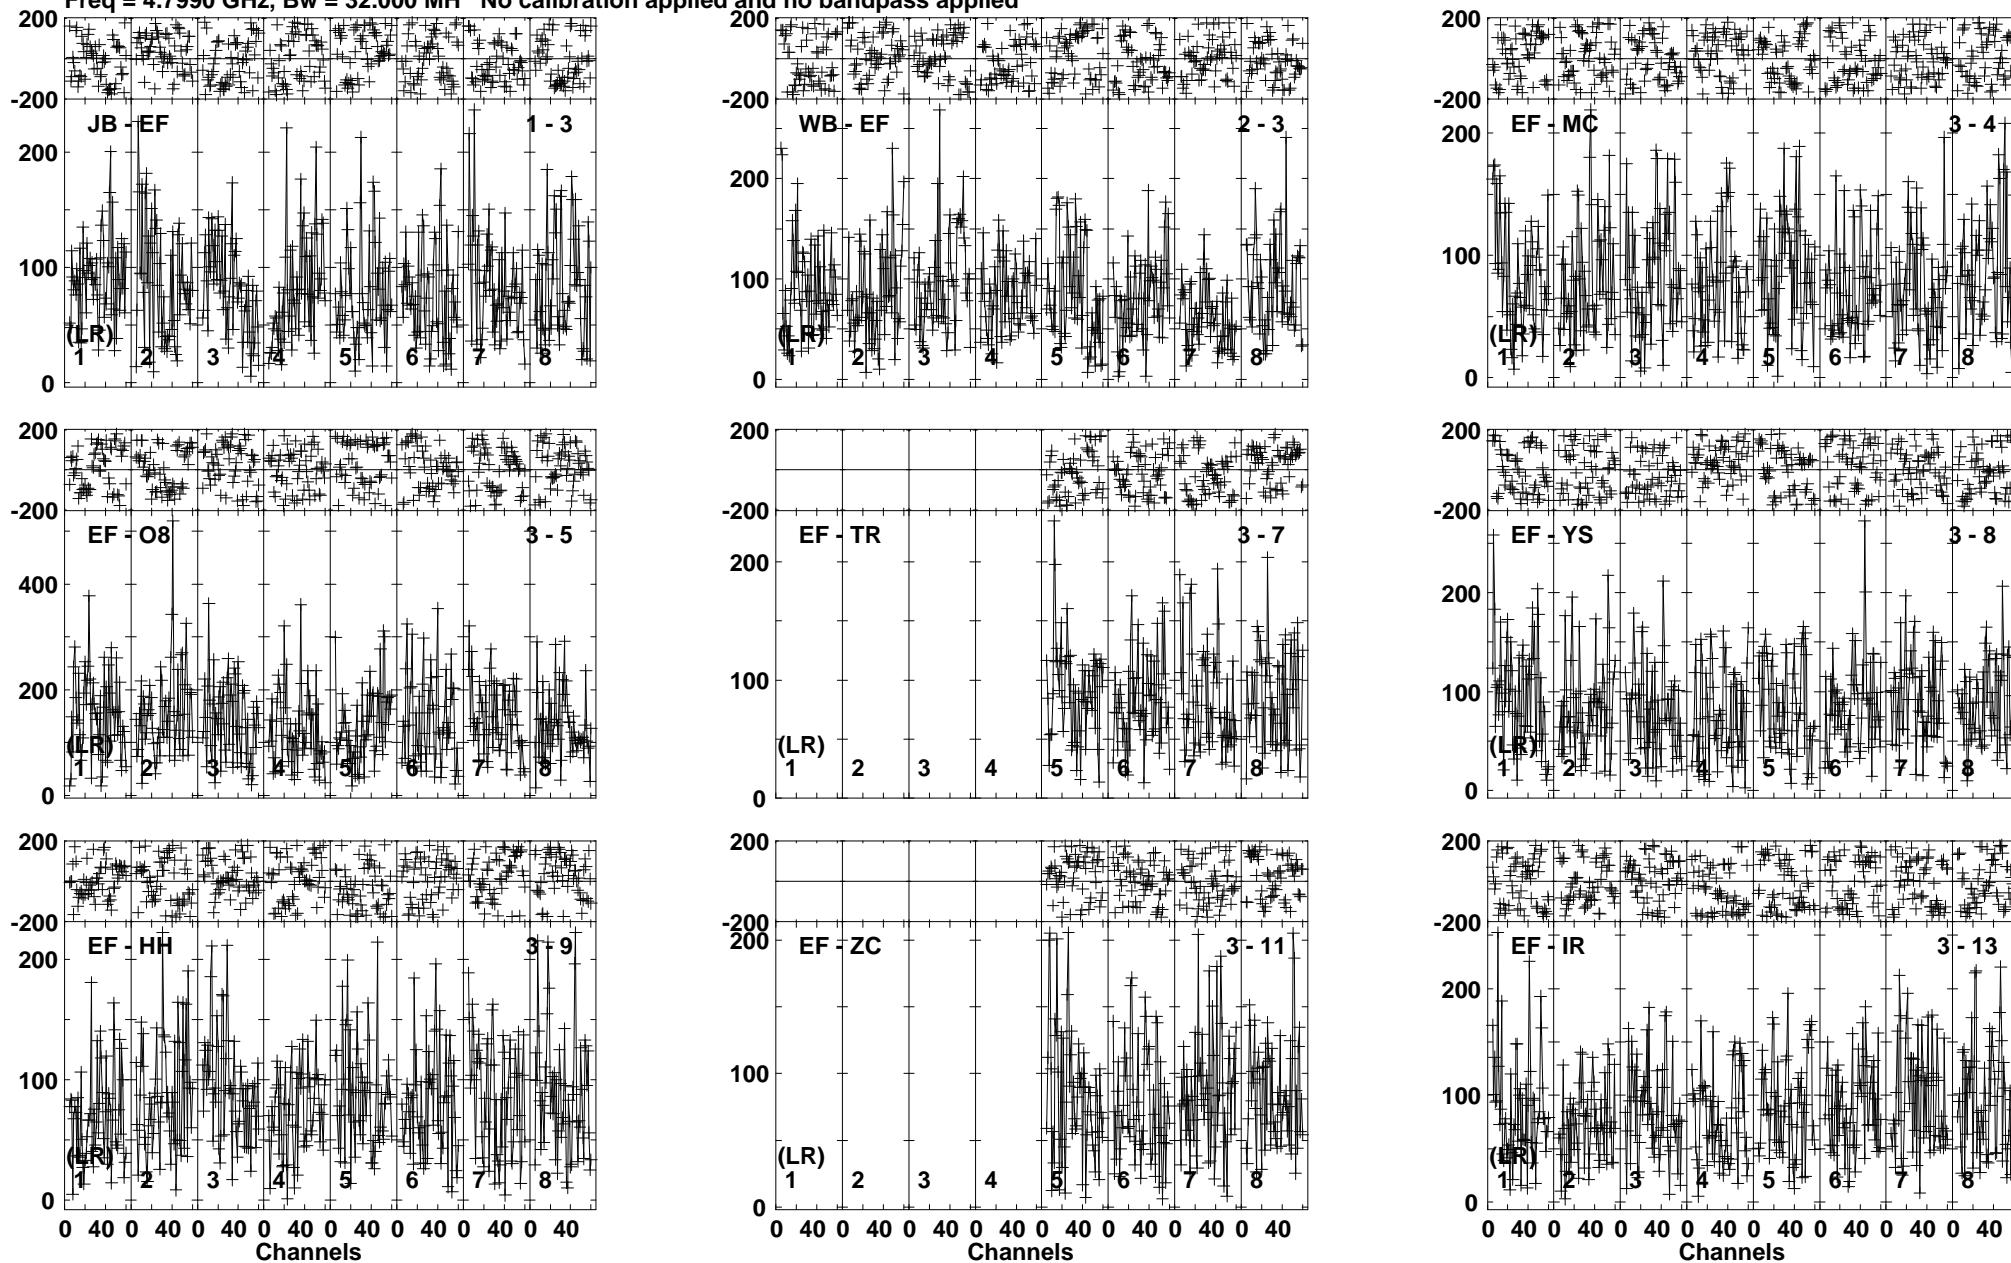 Freq = 4.7990 GHz, Bw = 32.000 MH No calibration applied and no bandpass applied
200 200 200
-200 -200 -200
JB - EF 1 - 3 WB - EF 2 - 3 EF - MC 3 - 4
200 200 200
100 100 100
(LR) (LR) (LR)
1 2 3 4 5 6 7 8 1 2 3 4 5 6 7 8 1 2 3 4 5 6 7 8
0 0 0
200 200 200
-200 -200 -200
EF - O8 3 - 5 EF - TR 3 - 7 EF - YS 3 - 8
400 200 200
200 100 100
(LR) (LR) (LR)
1 2 3 4 5 6 7 8 1 2 3 4 5 6 7 8 1 2 3 4 5 6 7 8
0 0 0
200 200 200
-200 -200 -200
EF - HH 3 - 9 EF - ZC 3 - 11 EF - IR 3 - 13
200 200 200
100 100 100
(LR) (LR) (LR)
1 2 3 4 5 6 7 8 1 2 3 4 5 6 7 8 1 2 3 4 5 6 7 8
0 0 0
0 40 0 40 0 40 0 40 0 40 0 40 0 40 0 40 0 40 0 40 0 40 0 40 0 40 0 40 0 40 0 40 0 40 0 40 0 40 0 40 0 40 0 40 0 40 0 40
Channels Channels